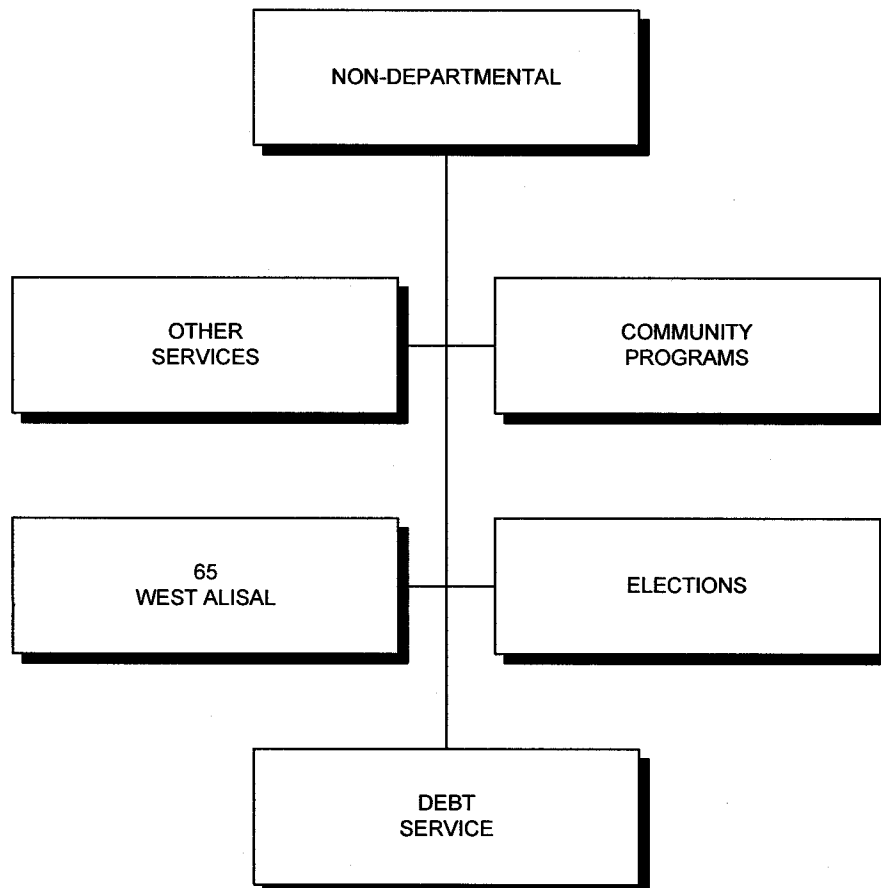 NON-DEPARTMENTAL
OTHER
SERVICES
COMMUNITY
PROGRAMS
65
WEST ALISAL
ELECTIONS
DEBT
SERVICE